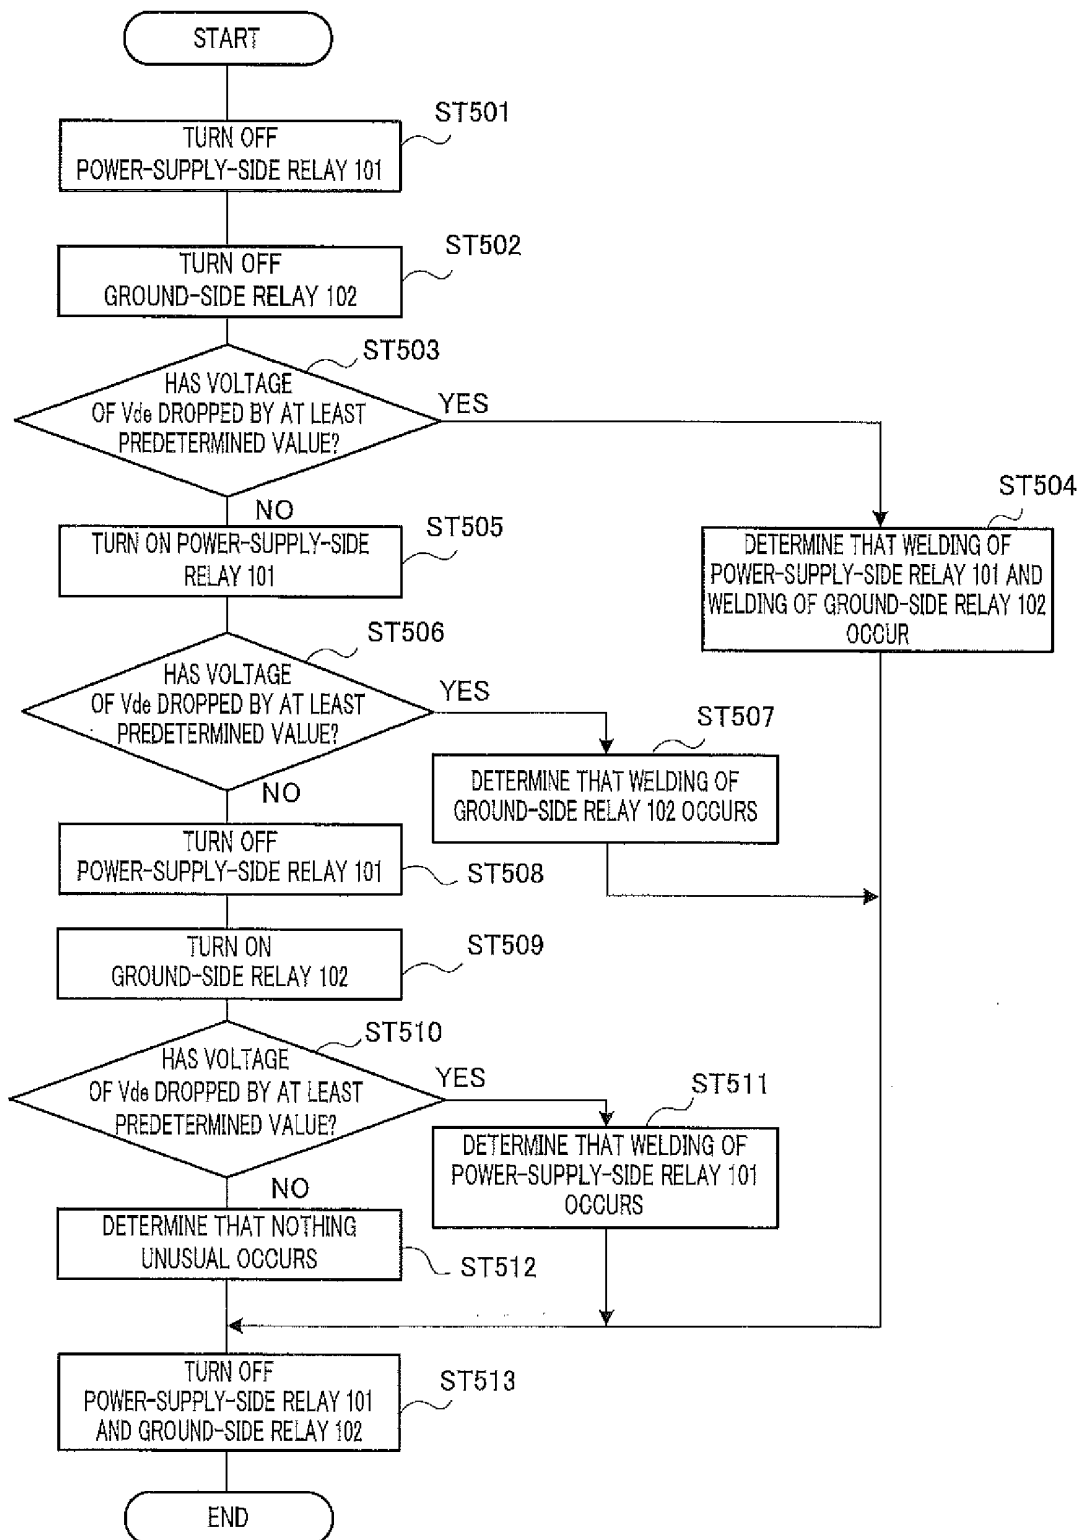 START
ST501
TURN OFF
POWER-SUPPLY-SIDE RELAY 101
ST502
TURN OFF
GROUND-SIDE RELAY 102
ST503
HAS VOLTAGE
OF Vde DROPPED BY AT LEAST
PREDETERMINED VALUE?
YES
NO
ST504
DETERMINE THAT WELDING OF
POWER-SUPPLY-SIDE RELAY 101 AND
WELDING OF GROUND-SIDE RELAY 102
OCCUR
ST505
TURN ON POWER-SUPPLY-SIDE
RELAY 101
ST506
HAS VOLTAGE
OF Vde DROPPED BY AT LEAST
PREDETERMINED VALUE?
YES
NO
ST507
DETERMINE THAT WELDING OF
GROUND-SIDE RELAY 102 OCCURS
TURN OFF
POWER-SUPPLY-SIDE RELAY 101
ST508
TURN ON
GROUND-SIDE RELAY 102
ST509
ST510
HAS VOLTAGE
OF Vde DROPPED BY AT LEAST
PREDETERMINED VALUE?
YES
NO
ST511
DETERMINE THAT WELDING OF
POWER-SUPPLY-SIDE RELAY 101
OCCURS
DETERMINE THAT NOTHING
UNUSUAL OCCURS
ST512
TURN OFF
POWER-SUPPLY-SIDE RELAY 101
AND GROUND-SIDE RELAY 102
ST513
END